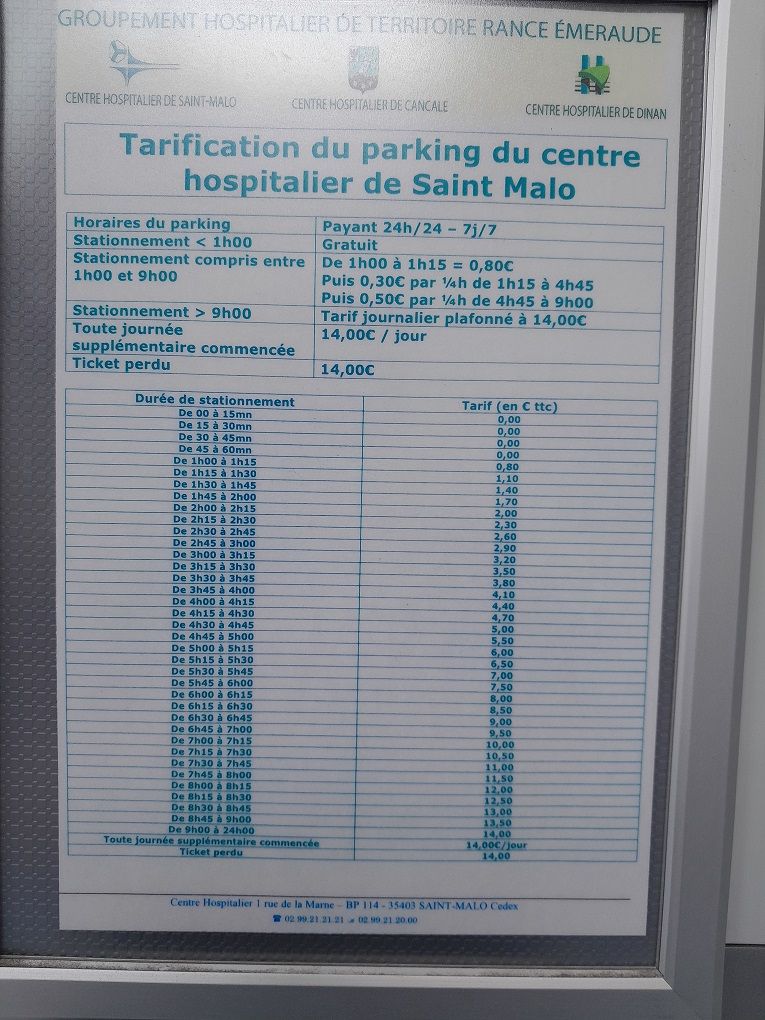 GROUPEMENT HOSPITALIER DE TERRITOIRE RANCE ÉMERAUDE
CENTRE HOSPITALIER DE SAINT-MALO
CENTRE HOSPITALIER DE CANCALE
CENTRE HOSPITALIER DE DINAN
Tarification du parking du centre
hospitalier de Saint Malo
Horaires du parking Payant 24h/24 – 7j/7
Stationnement < 1h00 Gratuit
Stationnement compris entre De 1h00 à 1h15 = 0,80€
1h00 et 9h00 Puis 0,30€ par ¼h de 1h15 à 4h45
Puis 0,50€ par ¼h de 4h45 à 9h00
Stationnement > 9h00 Tarif journalier plafonné à 14,00€
Toute journée 14,00€ / jour
supplémentaire commencée
Ticket perdu 14,00€
Durée de stationnement Tarif (en € ttc)
De 00 à 15mn 0,00
De 15 à 30mn 0,00
De 30 à 45mn 0,00
De 45 à 60mn 0,00
De 1h00 à 1h15 0,80
De 1h15 à 1h30 1,10
De 1h30 à 1h45 1,40
De 1h45 à 2h00 1,70
De 2h00 à 2h15 2,00
De 2h15 à 2h30 2,30
De 2h30 à 2h45 2,60
De 2h45 à 3h00 2,90
De 3h00 à 3h15 3,20
De 3h15 à 3h30 3,50
De 3h30 à 3h45 3,80
De 3h45 à 4h00 4,10
De 4h00 à 4h15 4,40
De 4h15 à 4h30 4,70
De 4h30 à 4h45 5,00
De 4h45 à 5h00 5,50
De 5h00 à 5h15 6,00
De 5h15 à 5h30 6,50
De 5h30 à 5h45 7,00
De 5h45 à 6h00 7,50
De 6h00 à 6h15 8,00
De 6h15 à 6h30 8,50
De 6h30 à 6h45 9,00
De 6h45 à 7h00 9,50
De 7h00 à 7h15 10,00
De 7h15 à 7h30 10,50
De 7h30 à 7h45 11,00
De 7h45 à 8h00 11,50
De 8h00 à 8h15 12,00
De 8h15 à 8h30 12,50
De 8h30 à 8h45 13,00
De 8h45 à 9h00 13,50
De 9h00 à 24h00 14,00
Toute journée supplémentaire commencée 14,00€/jour
Ticket perdu 14,00
Centre Hospitalier 1 rue de la Marne – BP 114 - 35403 SAINT-MALO Cedex
☎ 02.99.21.21.21 02.99.21.20.00